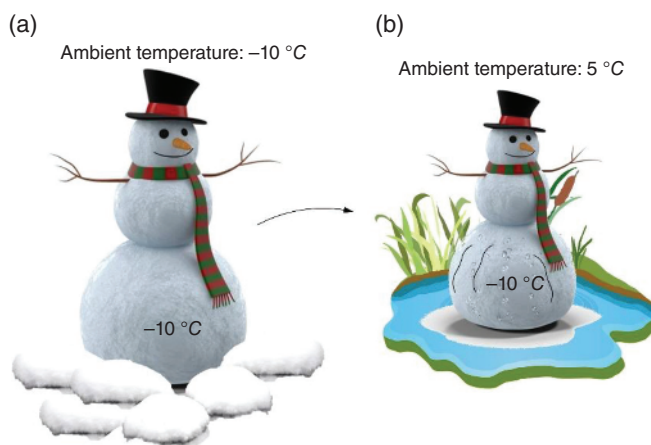 (a)
Ambient temperature: –10 °C
–10 °C
(b)
Ambient temperature: 5 °C
–10 °C